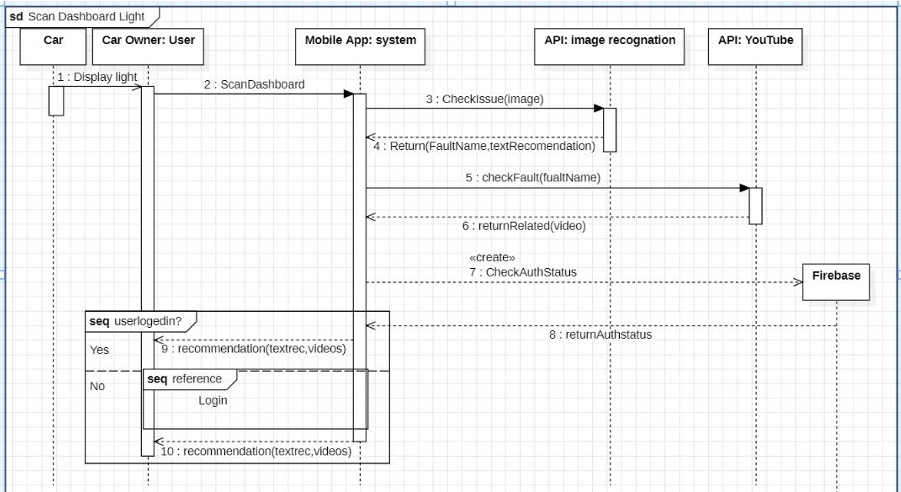 sd Scan Dashboard Light
Car
Car Owner: User
Mobile App: system
API: image recognation
API: YouTube
1 : Display light
2 : ScanDashboard
3 : CheckIssue(image)
4 : Return(FaultName,textRecomendation)
5 : checkFault(fualtName)
6 : returnRelated(video)
«create»
7 : CheckAuthStatus
Firebase
seq userlogedin?
8 : returnAuthstatus
Yes
9 : recommendation(textrec,videos)
No
seq reference
Login
10 : recommendation(textrec,videos)